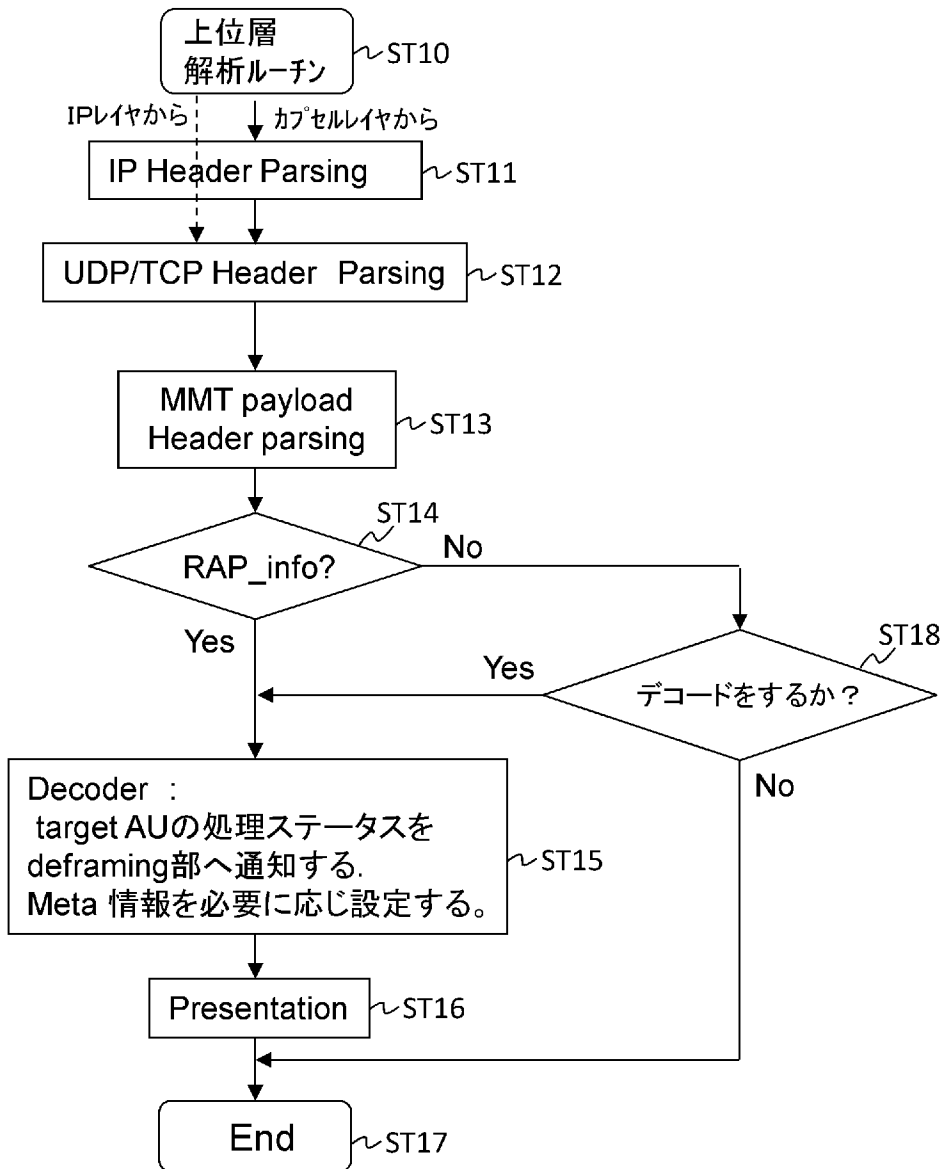 上位層
解析ルーチン
ST10
IPレイヤから
カプセルレイヤから
IP Header Parsing
ST11
UDP/TCP Header Parsing
ST12
MMT payload
Header parsing
ST13
ST14
RAP_info?
No
Yes
ST18
デコードをするか？
Yes
No
Decoder ：
target AUの処理ステータスを
deframing部へ通知する.
Meta 情報を必要に応じ設定する。
ST15
Presentation
ST16
End
ST17